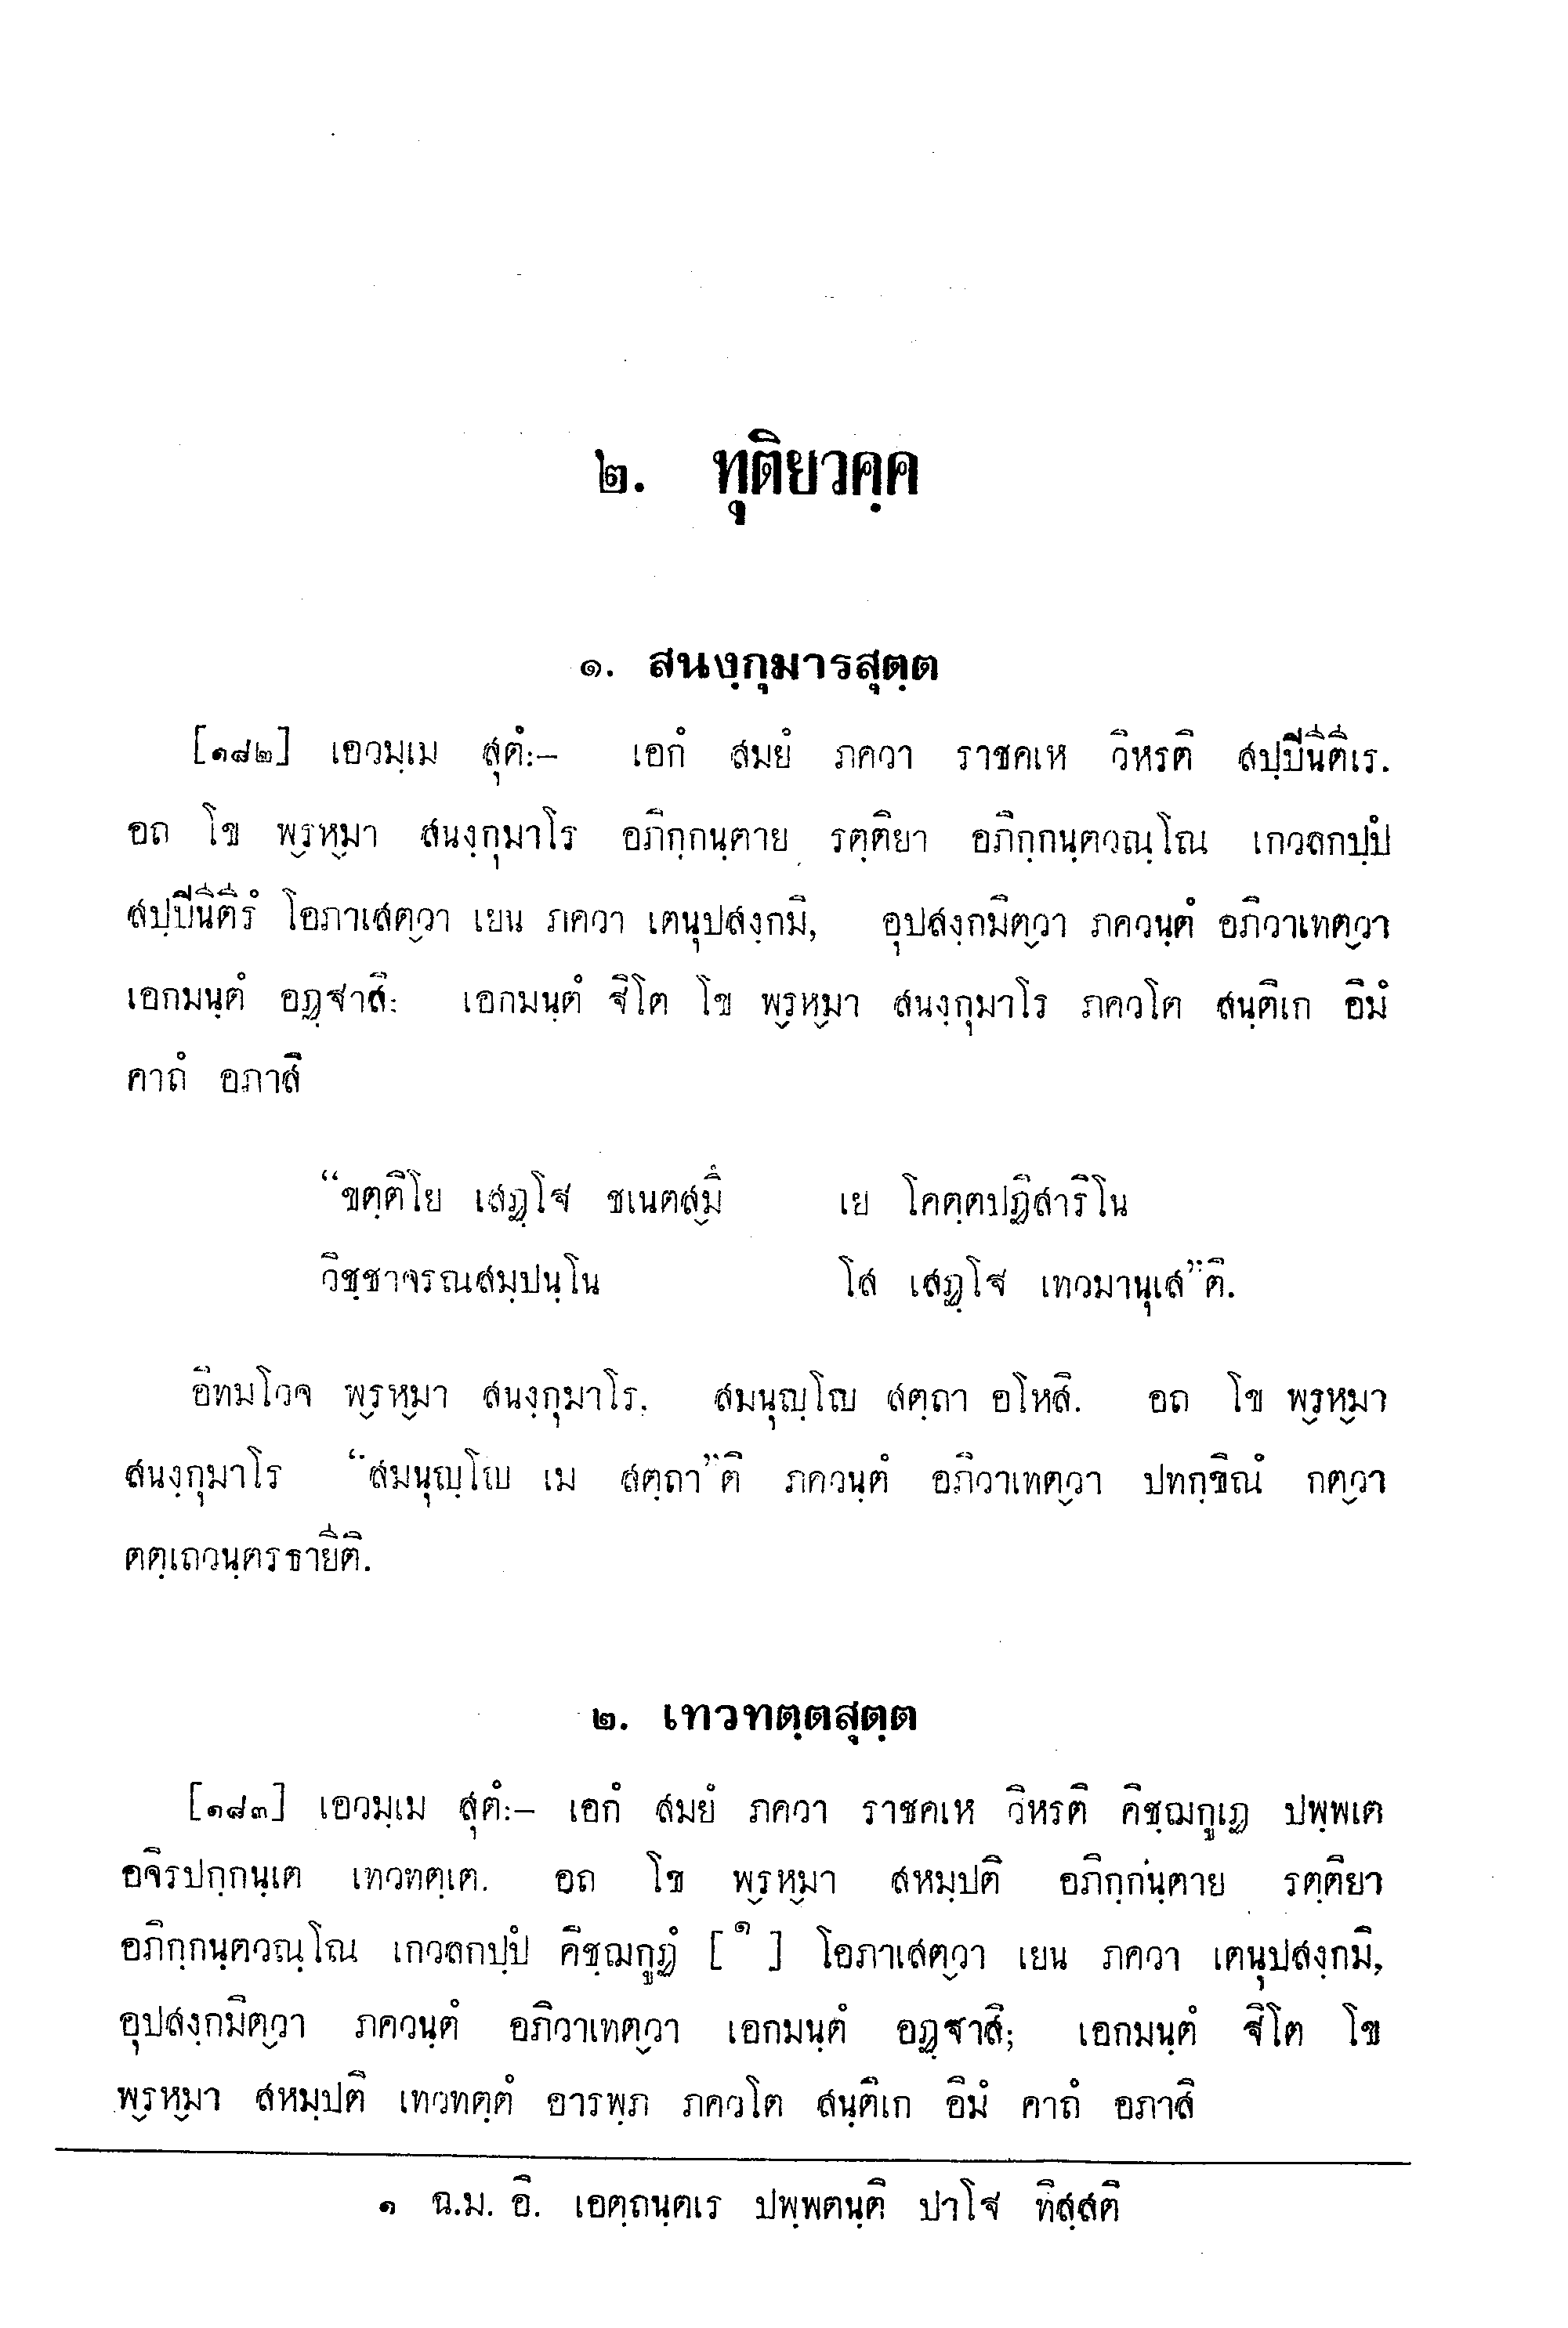 ๒. ทุติยวคฺค
๑. สนงฺกุมารสุตฺต
[๑๘๒] เอวมฺเม สุตํ:– เอกํ สมยํ ภควา ราชคเห วิหรติ สปฺปินีตีเร.
อถ โข พฺรหฺมา สนงฺกุมาโร อภิกฺกนฺตาย รตฺติยา อภิกฺกนฺตวณฺโณ เกวลกปฺปํ
สปฺปินีตีรํ โอภาเสตฺวา เยน ภควา เตนุปสงฺกมิ, อุปสงฺกมิตฺวา ภควนฺตํ อภิวาเทตฺวา
เอกมนฺตํ อฏฺฐาสิ: เอกมนฺตํ ฐิโต โข พฺรหฺมา สนงฺกุมาโร ภควโต สนฺติเก อิมํ
คาถํ อภาสิ
“ขตฺติโย เสฏฺโฐ ชเนตสฺมึ เย โคตฺตปฏิสาริโน
วิชฺชาจรณสมฺปนฺโน โส เสฏฺโฐ เทวมานุเส”ติ.
อิทมโวจ พฺรหฺมา สนงฺกุมาโร. สมนุญฺโญ สตฺถา อโหสิ. อถ โข พฺรหฺมา
สนงฺกุมาโร “สมนุญฺโญ เม สตฺถา”ติ ภควนฺตํ อภิวาเทตฺวา ปทกฺขิณํ กตฺวา
ตตฺเถวนฺตรธายีติ.
๒. เทวทตฺตสุตฺต
[๑๘๓] เอวมฺเม สุตํ:– เอกํ สมยํ ภควา ราชคเห วิหรติ คิชฺฌกูเฏ ปพฺพเต
อจิรปกฺกนฺเต เทวทตฺเต. อถ โข พฺรหฺมา สหมฺปติ อภิกฺกนฺตาย รตฺติยา
อภิกฺกนฺตวณฺโณ เกวลกปฺปํ คิชฺฌกูฏํ [๑] โอภาเสตฺวา เยน ภควา เตนุปสงฺกมิ,
อุปสงฺกมิตฺวา ภควนฺตํ อภิวาเทตฺวา เอกมนฺตํ อฏฺฐาสิ; เอกมนฺตํ ฐิโต โข
พฺรหฺมา สหมฺปติ เทวทตฺตํ อารพฺภ ภควโต สนฺติเก อิมํ คาถํ อภาสิ
๑ ฉ.ม. อิ. เอตฺถนฺตเร ปพฺพตนฺติ ปาโฐ ทิสฺสติ